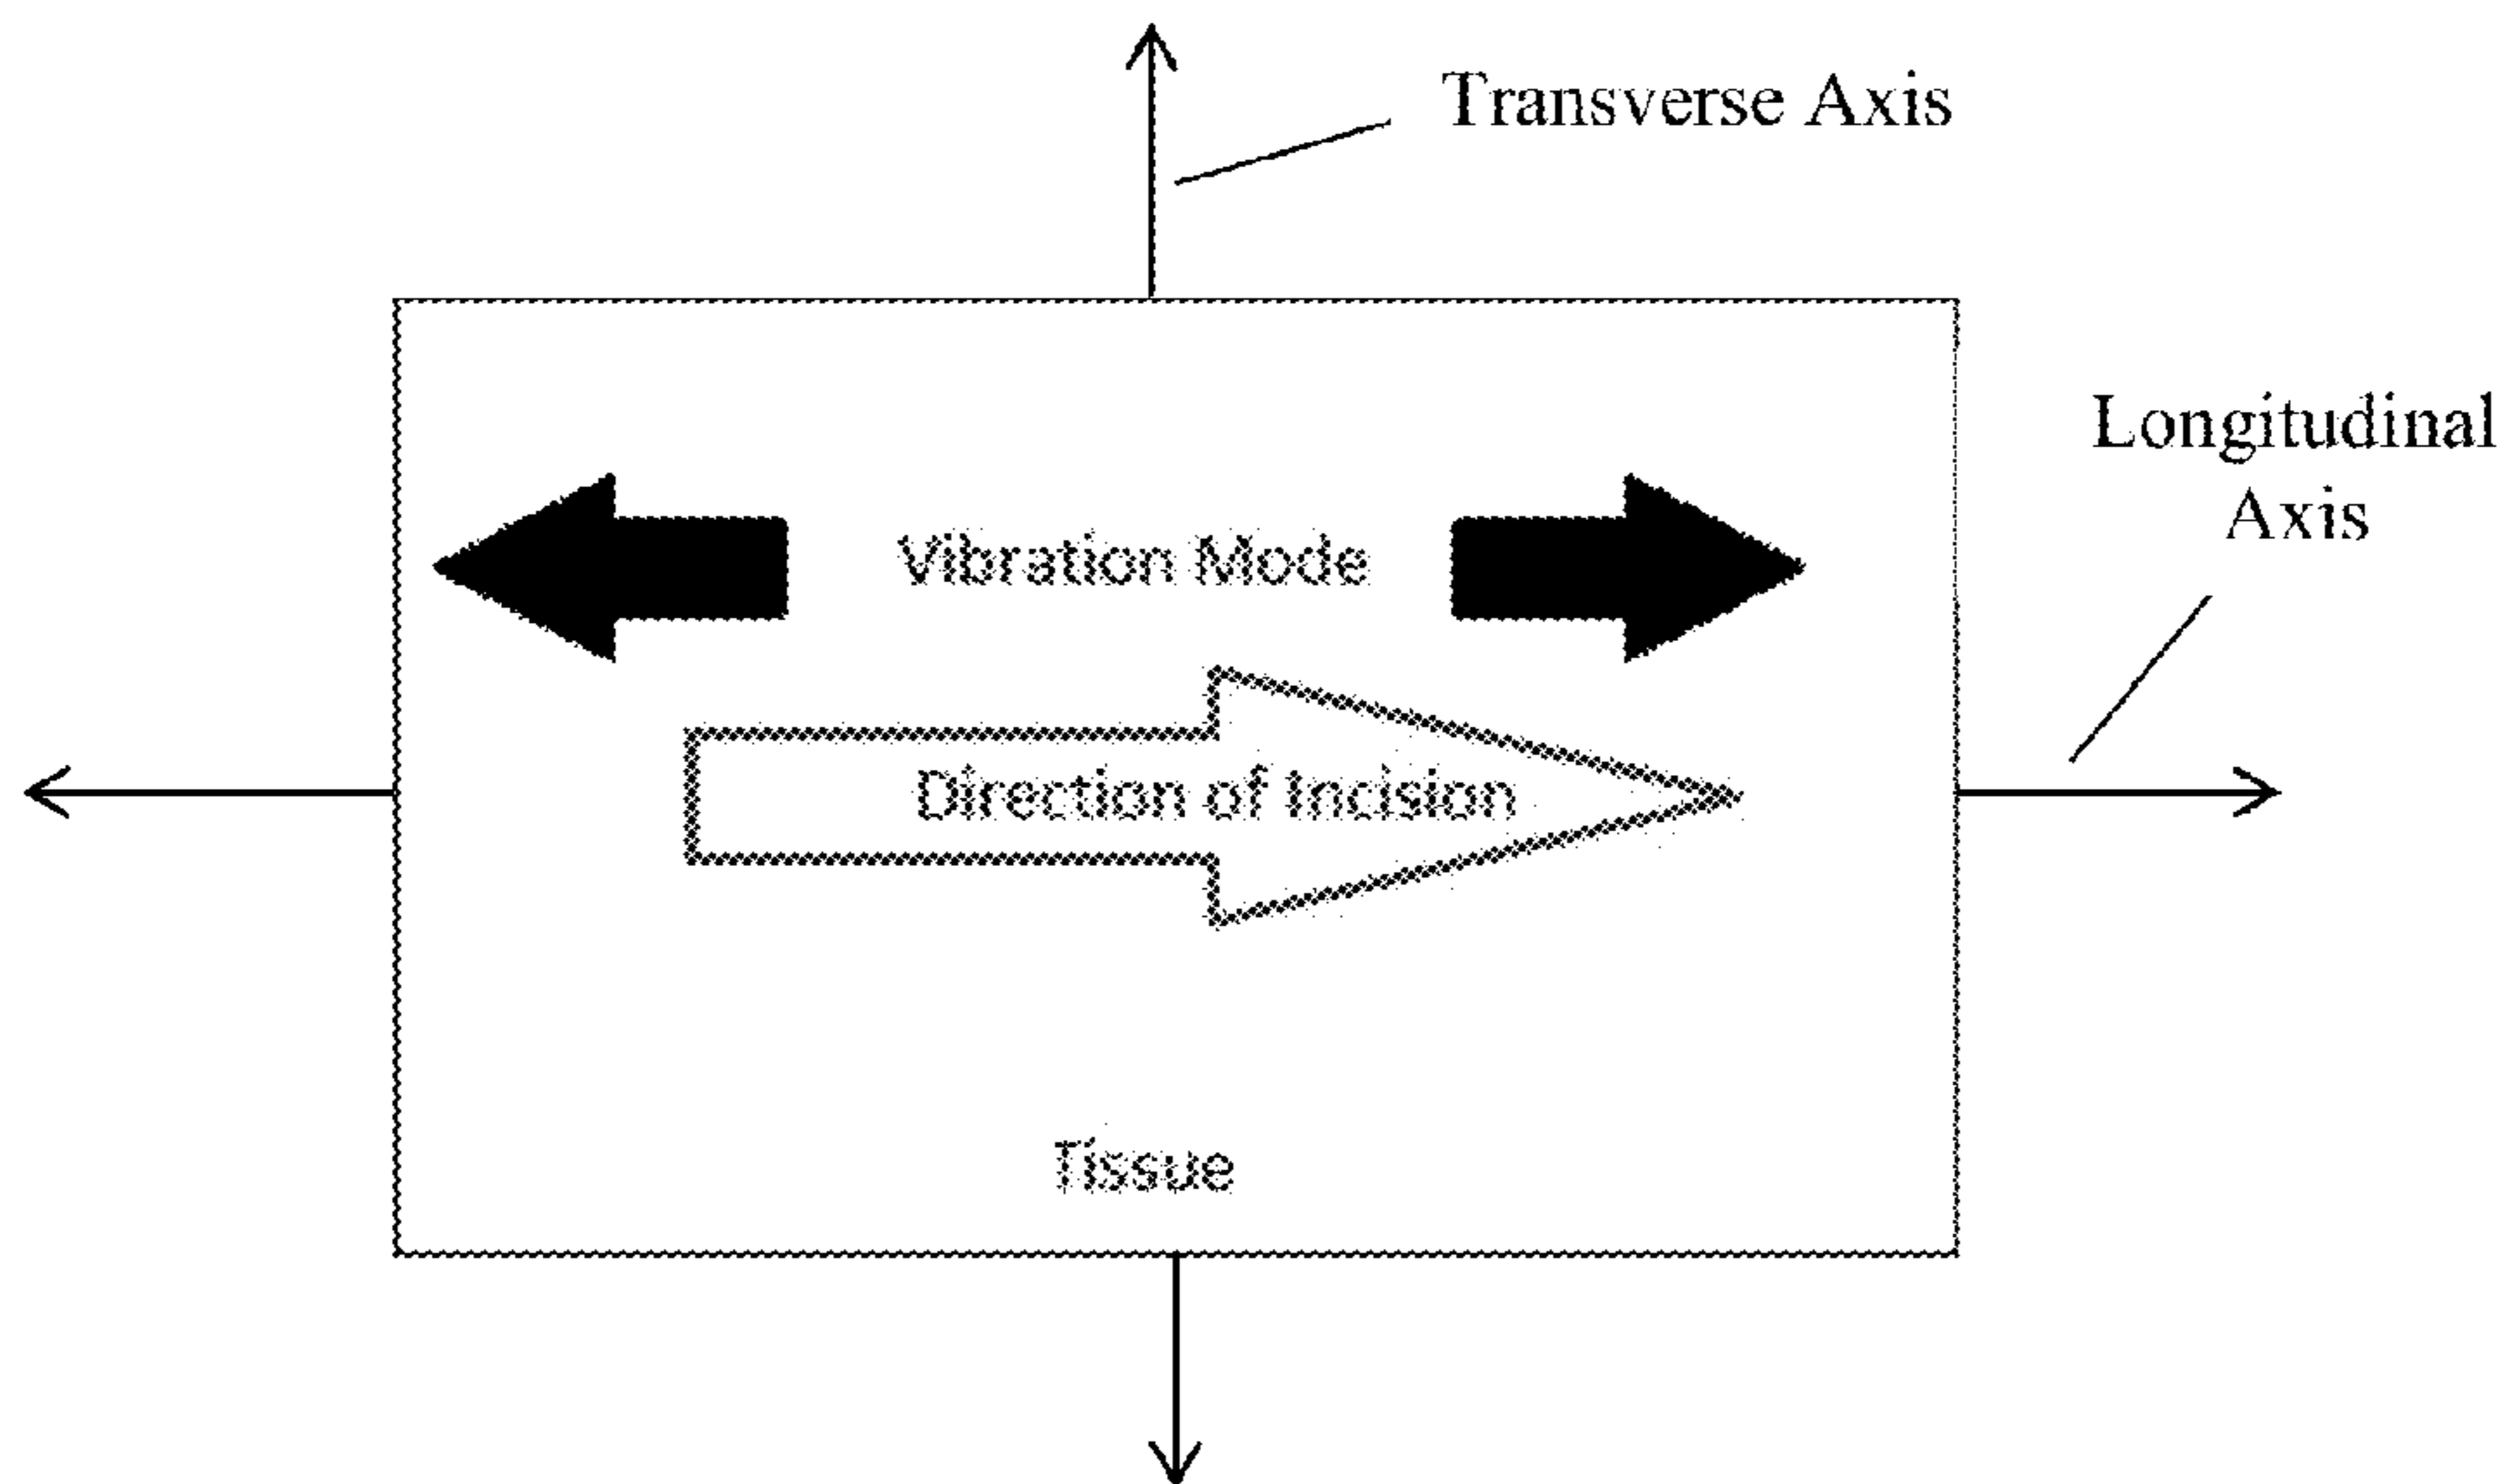 Transverse Axis
Longitudinal
Axis
Vibration Mode
Direction of Incision
Tissue